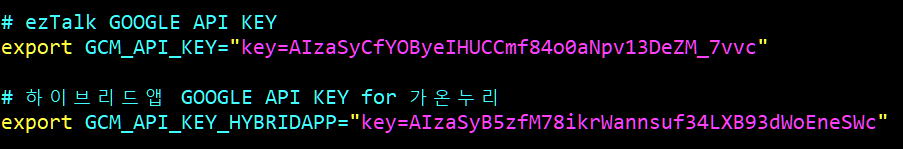 # ezTalk GOOGLE API KEY
export GCM_API_KEY="key=AIzaSyCfYOByeIHUCCmf84o0aNpv13DeZM_7vvc"
# 하이브리드앱 GOOGLE API KEY for 가온누리
export GCM_API_KEY_HYBRIDAPP="key=AIzaSyB5zfM78ikrWannsuf34LXB93dWoEneSWc"